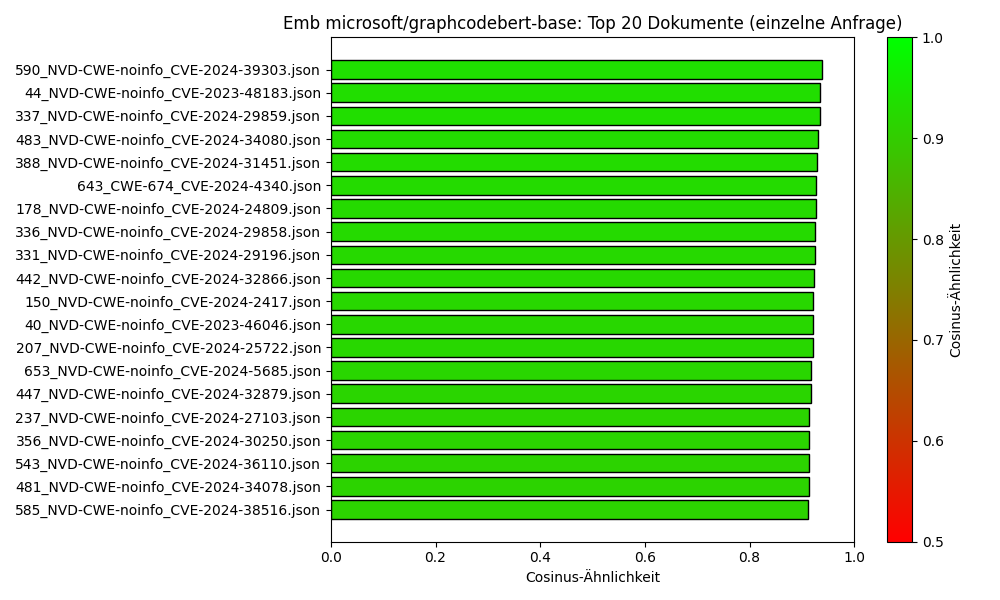 Emb microsoft/graphcodebert-base: Top 20 Dokumente (einzelne Anfrage)
590_NVD-CWE-noinfo_CVE-2024-39303.json
44_NVD-CWE-noinfo_CVE-2023-48183.json
337_NVD-CWE-noinfo_CVE-2024-29859.json
483_NVD-CWE-noinfo_CVE-2024-34080.json
388_NVD-CWE-noinfo_CVE-2024-31451.json
643_CWE-674_CVE-2024-4340.json
178_NVD-CWE-noinfo_CVE-2024-24809.json
336_NVD-CWE-noinfo_CVE-2024-29858.json
331_NVD-CWE-noinfo_CVE-2024-29196.json
442_NVD-CWE-noinfo_CVE-2024-32866.json
150_NVD-CWE-noinfo_CVE-2024-2417.json
40_NVD-CWE-noinfo_CVE-2023-46046.json
207_NVD-CWE-noinfo_CVE-2024-25722.json
653_NVD-CWE-noinfo_CVE-2024-5685.json
447_NVD-CWE-noinfo_CVE-2024-32879.json
237_NVD-CWE-noinfo_CVE-2024-27103.json
356_NVD-CWE-noinfo_CVE-2024-30250.json
543_NVD-CWE-noinfo_CVE-2024-36110.json
481_NVD-CWE-noinfo_CVE-2024-34078.json
585_NVD-CWE-noinfo_CVE-2024-38516.json
0.0 0.2 0.4 0.6 0.8 1.0
Cosinus-Ähnlichkeit
1.0
0.9
0.8
0.7
0.6
0.5
Cosinus-Ähnlichkeit